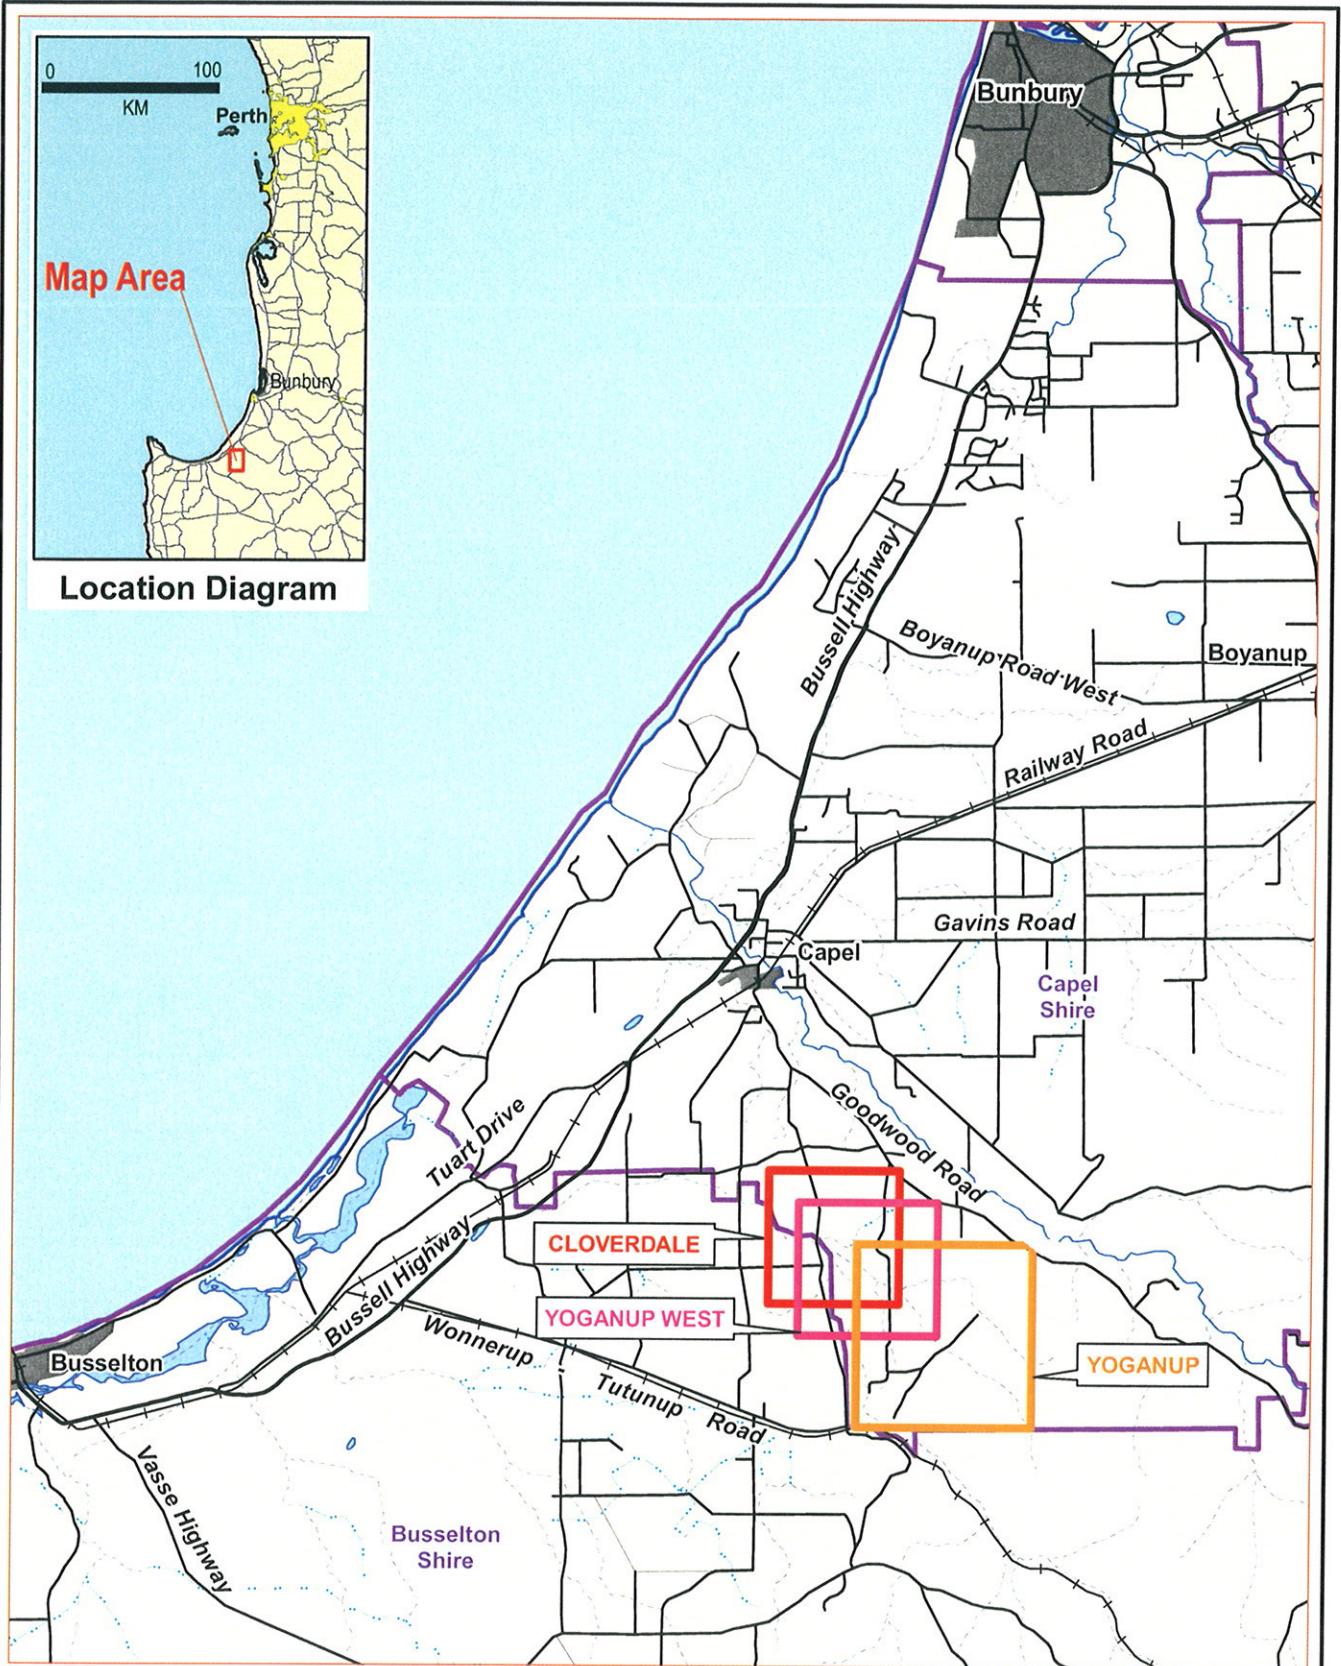 0 100
KM
Perth
Map Area
Bunbury
Location Diagram
Bunbury
Bussell Highway
Boyanup Road West
Boyanup
Railway Road
Gavins Road
Capel
Capel
Shire
Goodwood Road
Tuart Drive
CLOVERDALE
Bussell Highway
YOGANUP WEST
Wonnerup
Tutunup
Road
YOGANUP
Busselton
Vasse Highway
Busselton
Shire